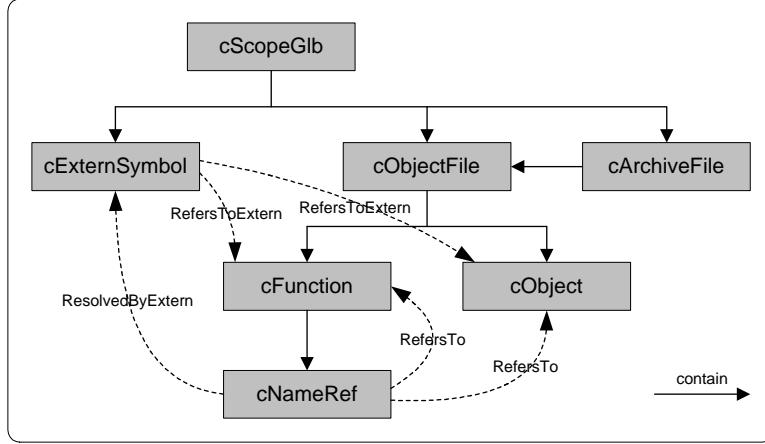 cScopeGlb
cExternSymbol
cObjectFile
cArchiveFile
RefersToExtern
RefersToExtern
cFunction
cObject
ResolvedByExtern
RefersTo
RefersTo
cNameRef
contain